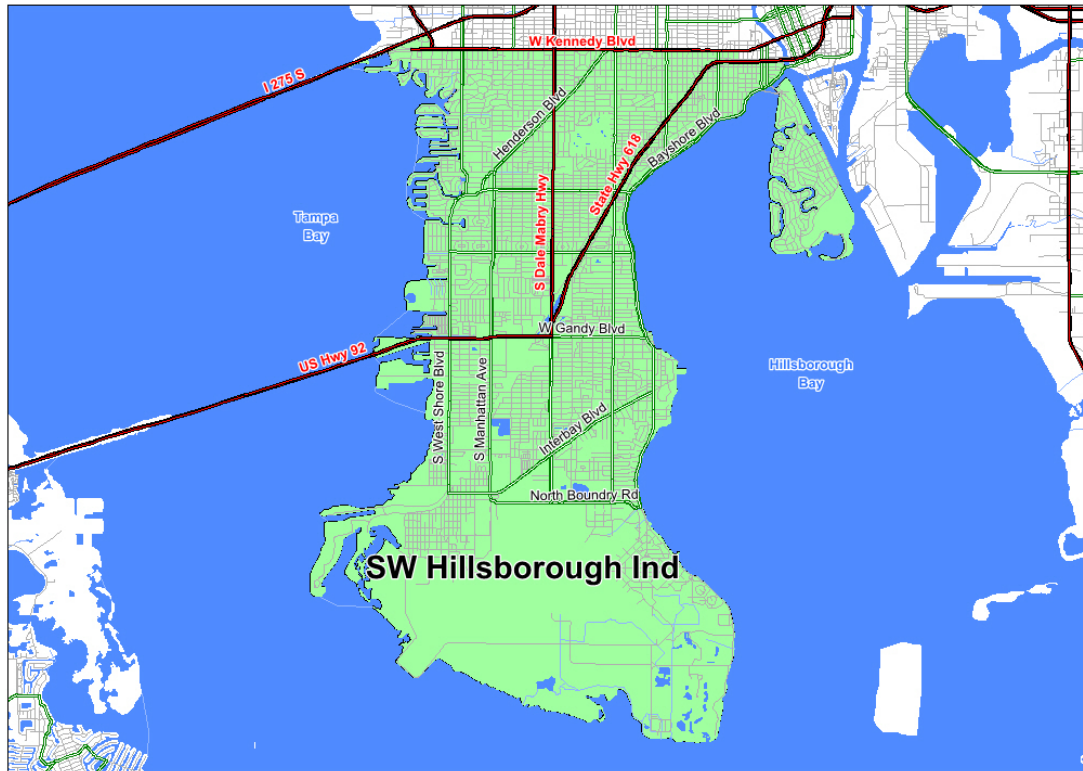 W Kennedy Blvd
I 275 S
Henderson Blvd
Bayshore Blvd
State Hwy 618
S Dale Mabry Hwy
Tampa
Bay
W Gandy Blvd
US Hwy 92
Hillsborough
Bay
S West Shore Blvd
S Manhattan Ave
Interbay Blvd
North Boundry Rd
SW Hillsborough Ind